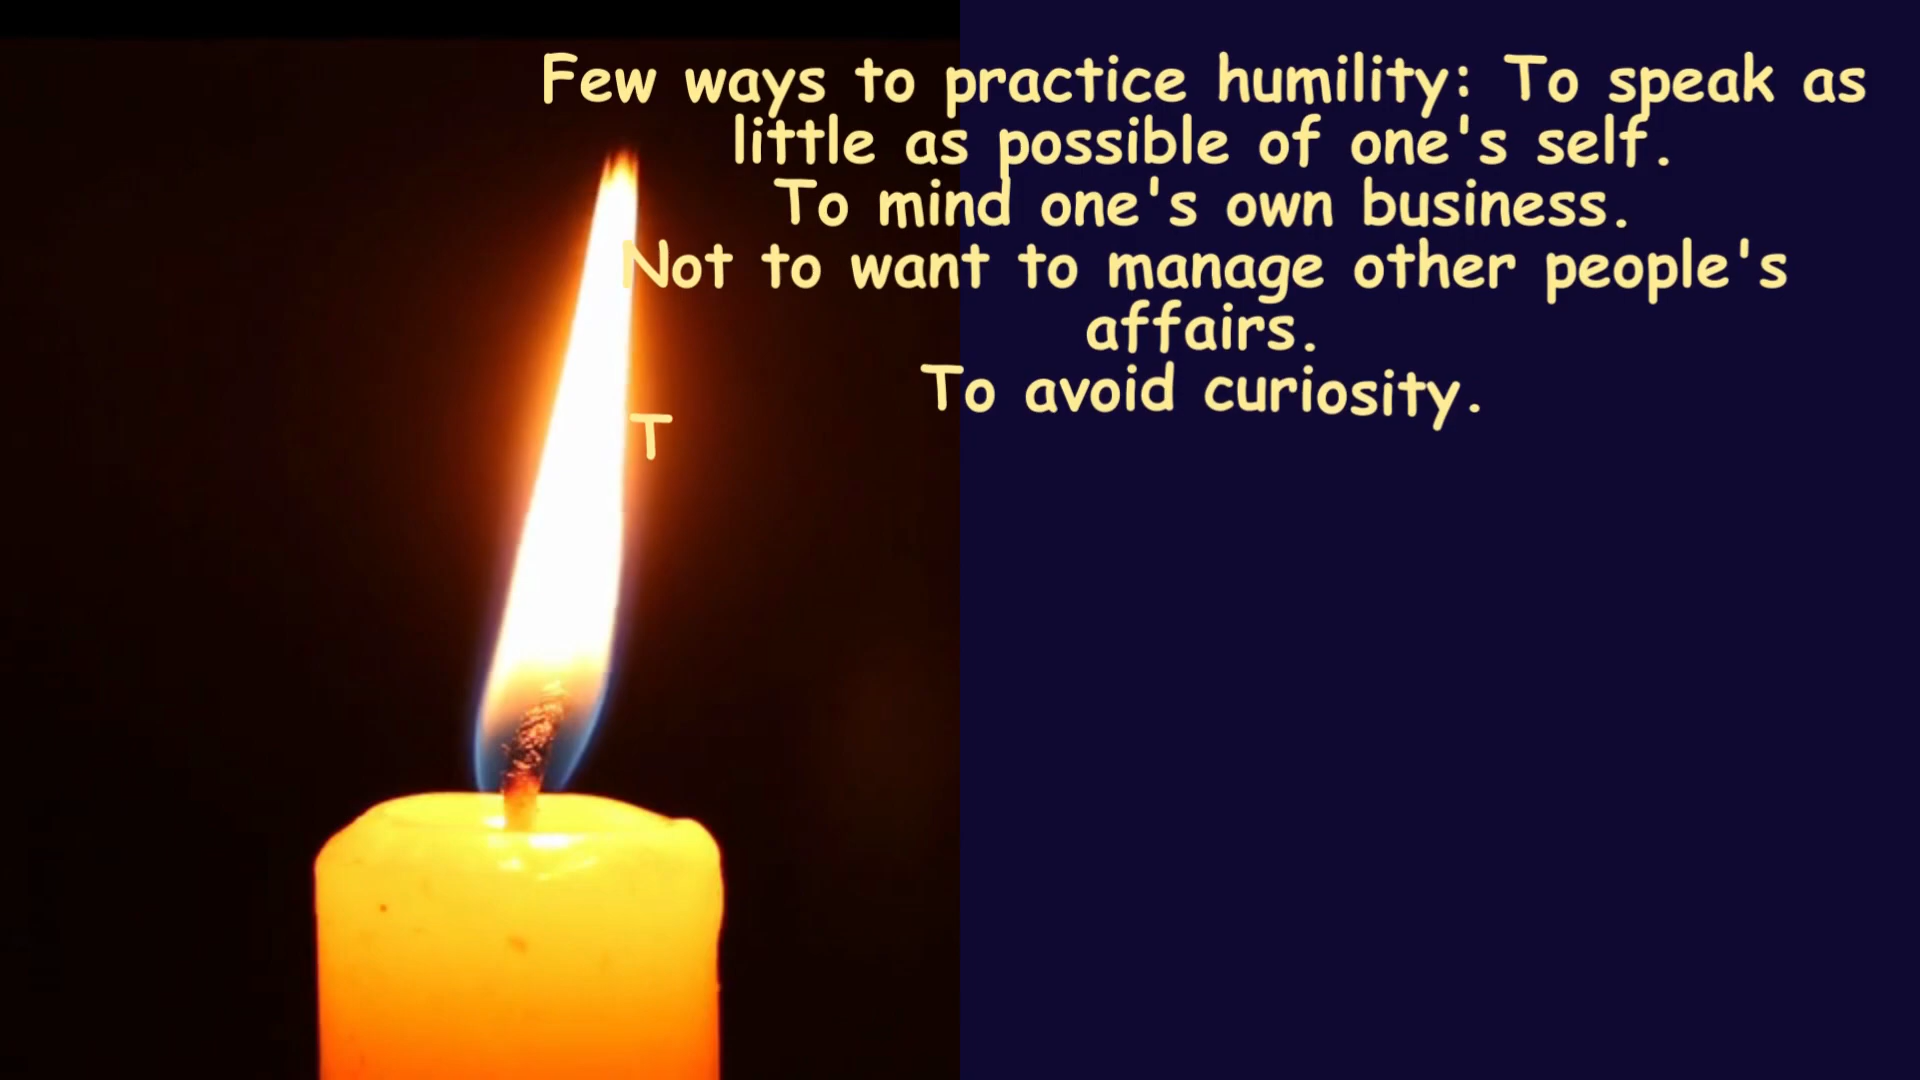 Few ways to practice humility: To speak as
little as possible of one's self.
To mind one's own business.
Not to want to manage other people's
affairs.
To avoid curiosity.
T